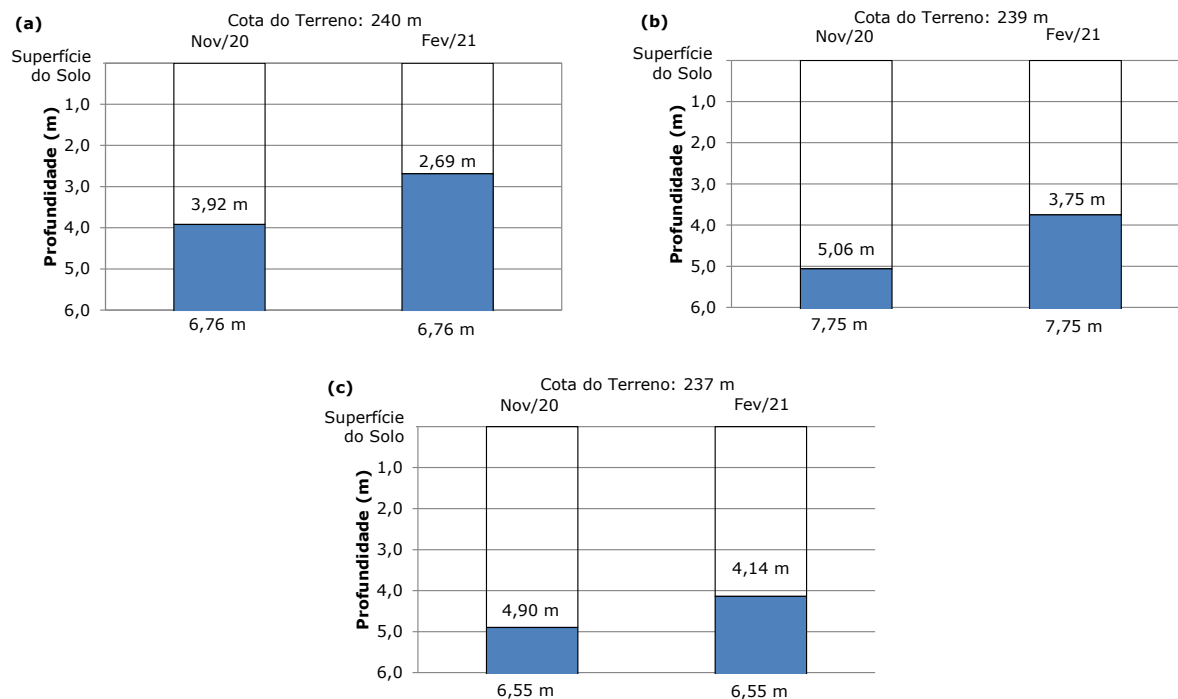 (a)
Cota do Terreno: 240 m
Nov/20
Fev/21
Superfície
do Solo
Profundidade (m)
1,0
2,0
3,0
4,0
5,0
6,0
3,92 m
2,69 m
6,76 m
6,76 m
(b)
Cota do Terreno: 239 m
Nov/20
Fev/21
Superfície
do Solo
Profundidade (m)
1,0
2,0
3,0
4,0
5,0
6,0
5,06 m
3,75 m
7,75 m
7,75 m
(c)
Cota do Terreno: 237 m
Nov/20
Fev/21
Superfície
do Solo
Profundidade (m)
1,0
2,0
3,0
4,0
5,0
6,0
4,90 m
4,14 m
6,55 m
6,55 m